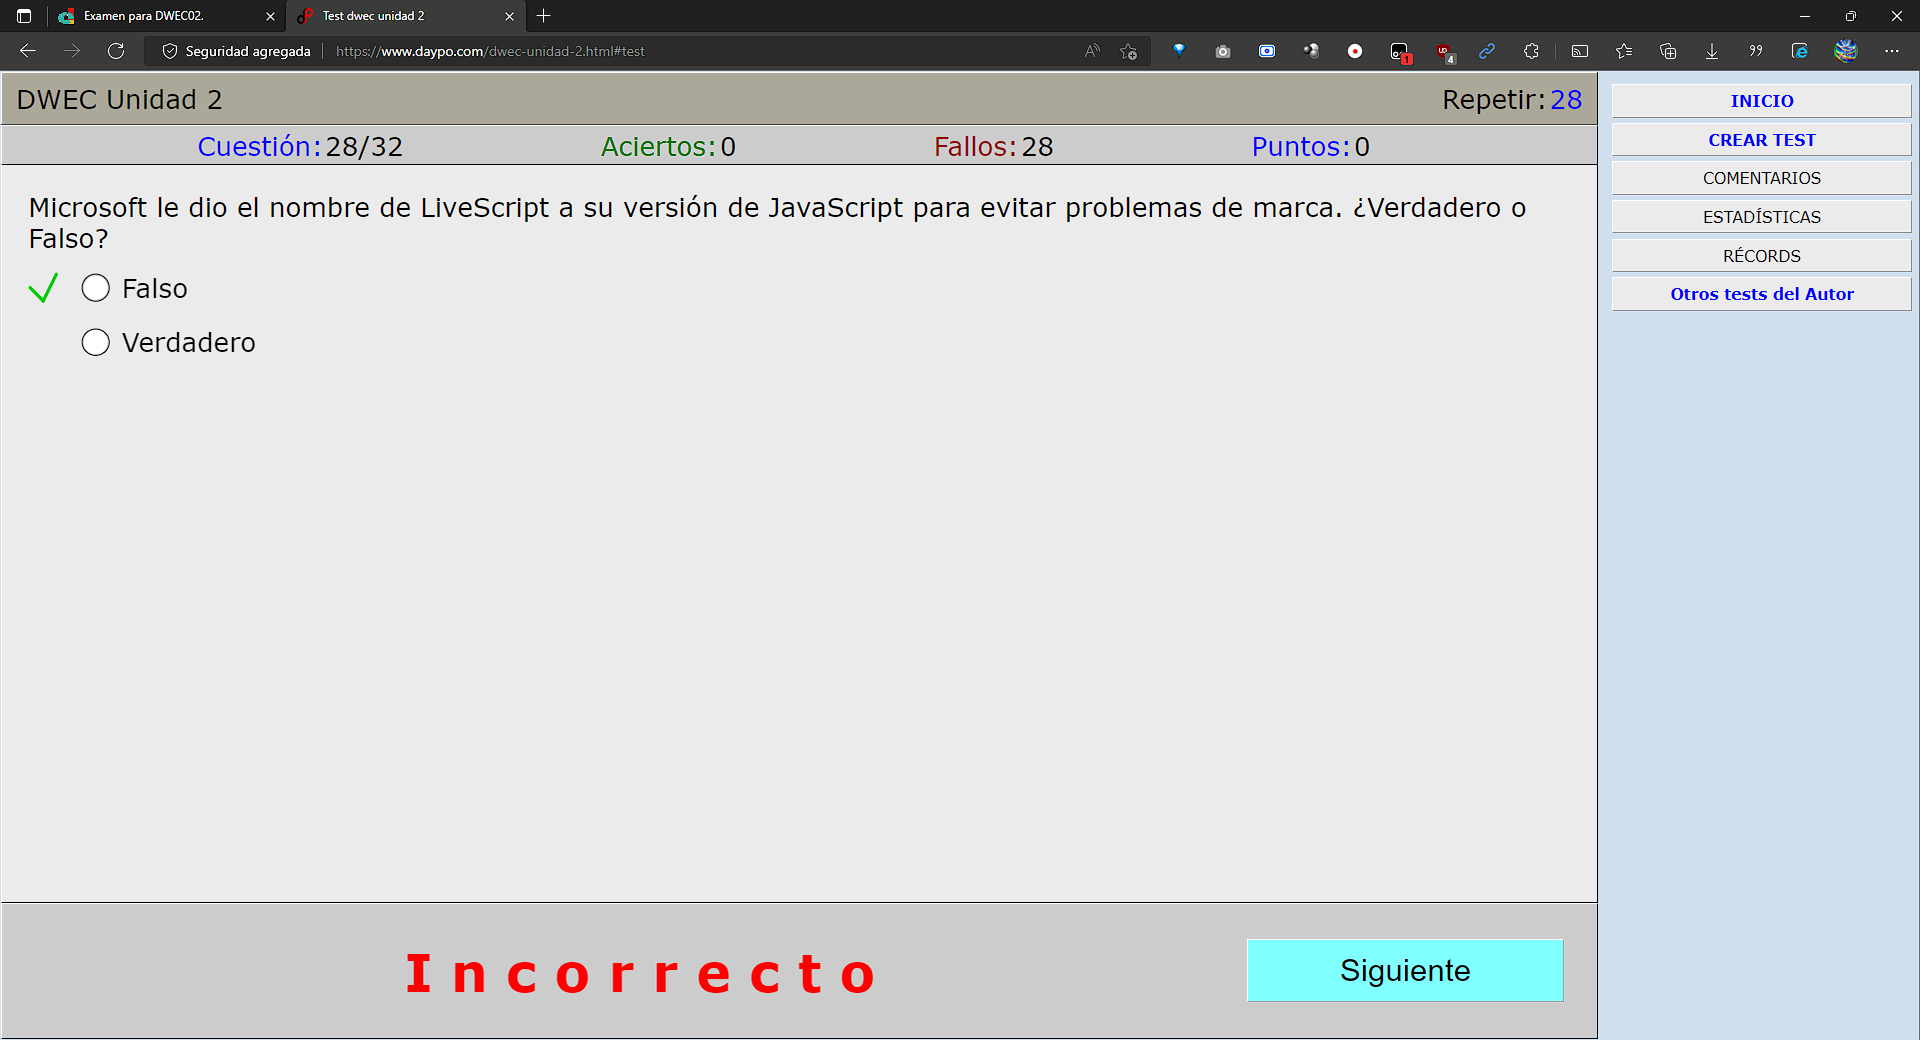 Examen para DWEC02.
Test dwec unidad 2
Seguridad agregada
https://www.daypo.com/dwec-unidad-2.html#test
1
4
DWEC Unidad 2
Repetir:28
Cuestión:28/32
Aciertos:0
Fallos:28
Puntos:0
Microsoft le dio el nombre de LiveScript a su versión de JavaScript para evitar problemas de marca. ¿Verdadero o
Falso?
Falso
Verdadero
Incorrecto
Siguiente
INICIO
CREAR TEST
COMENTARIOS
ESTADÍSTICAS
RÉCORDS
Otros tests del Autor